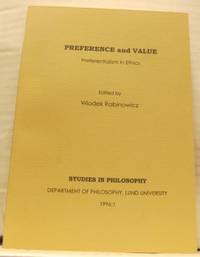 PREFERENCE and VALUE
Preferentialism in Ethics
Edited by
Wlodek Rabinowicz
STUDIES IN PHILOSOPHY
DEPARTMENT OF PHILOSOPHY, LUND UNIVERSITY
1996:1